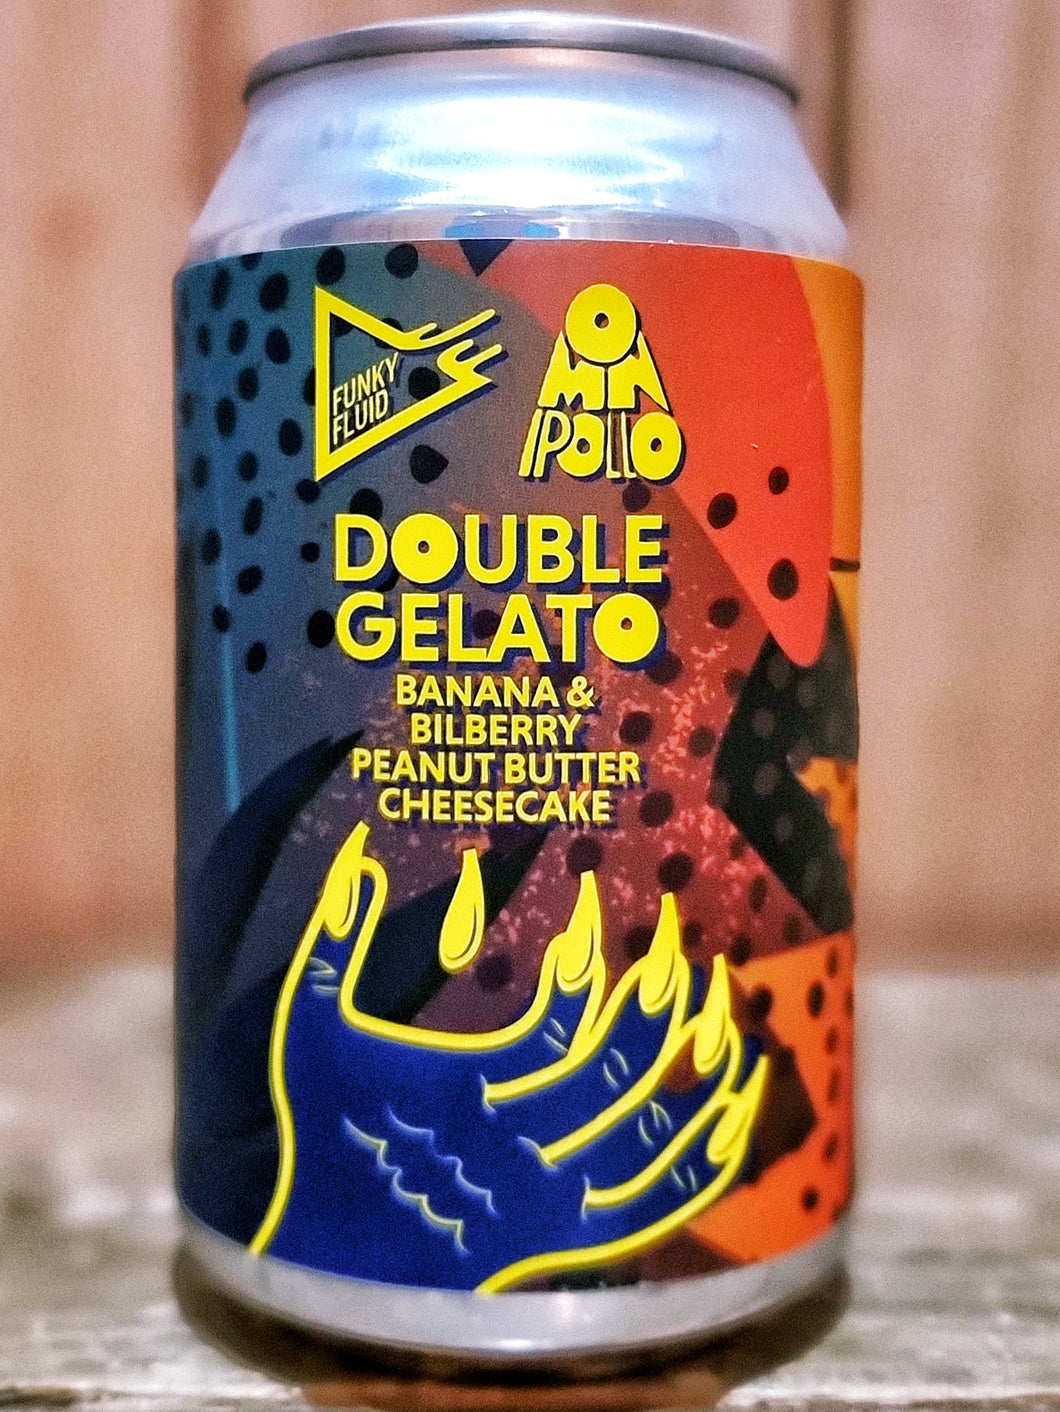 FUNKY
FLUID
OMNIPOLLO
DOUBLE
GELATO
BANANA &
BILBERRY
PEANUT BUTTER
CHEESECAKE